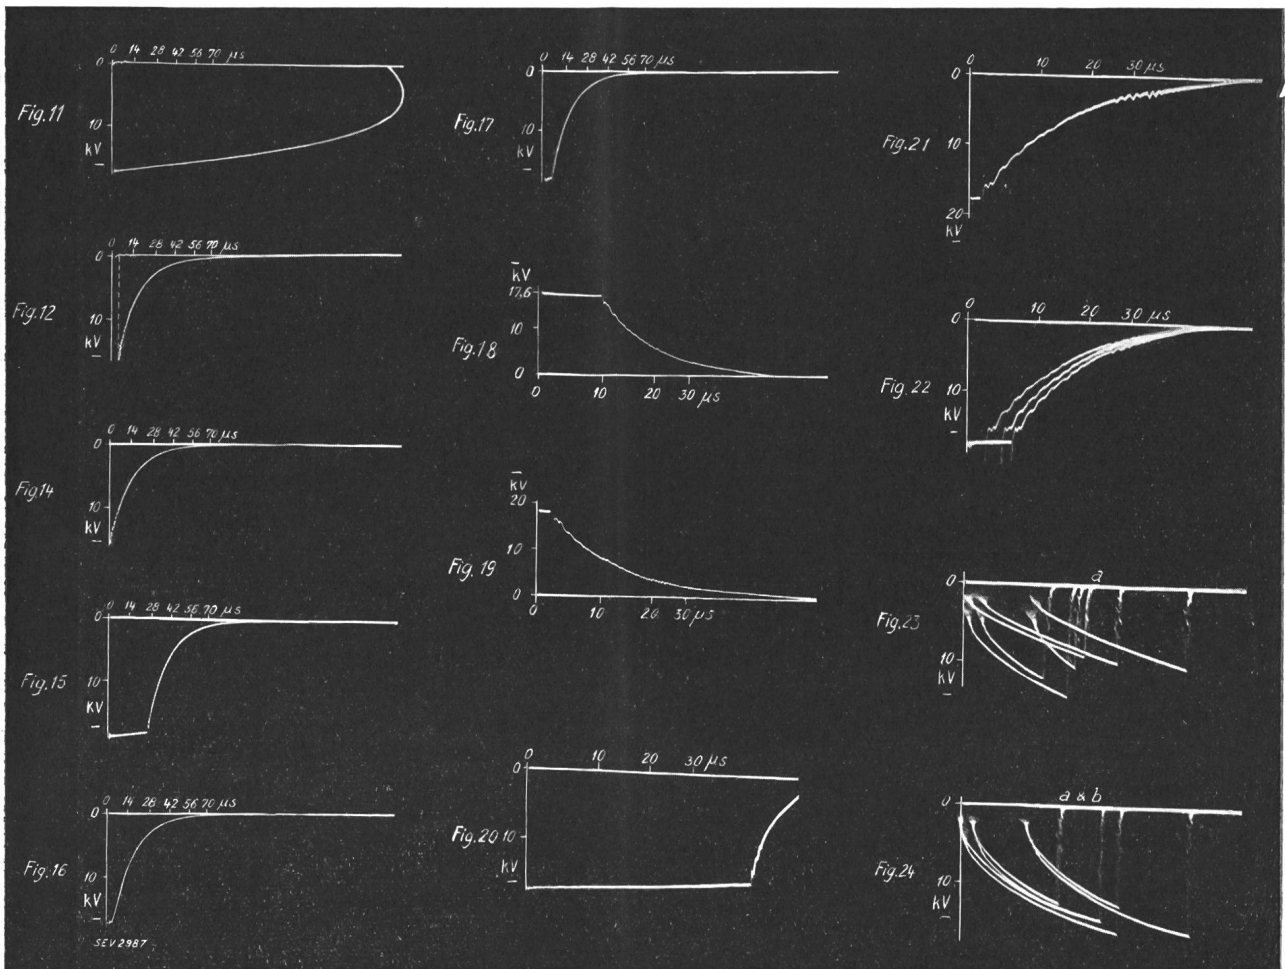 0 14 28 42 56 70 µs
0
Fig.11
10
kV
0
14 28 42 56 70 µs
0
Fig.12
10
kV
0 14 28 42 56 70 µs
0
Fig.14
10
kV
0 14 28 42 56 70 µs
0
Fig.15
10
kV
0 14 28 42 56 70 µs
0
Fig.16
10
kV
SEV 2987
0 14 28 42 56 70 µs
0
Fig.17
10
kV
kV
17,6
10
Fig.18
0
0 10 20 30 µs
kV
20
10
Fig. 19
0
0 10 20 30 µs
0 10 20 30 µs
0
Fig.20 10
kV
0 10 20 30 µs
0
Fig.21 10
20
kV
0 10 20 30 µs
0
Fig.22 10
kV
a
0
Fig.23
10
kV
a & b
0
Fig.24
10
kV